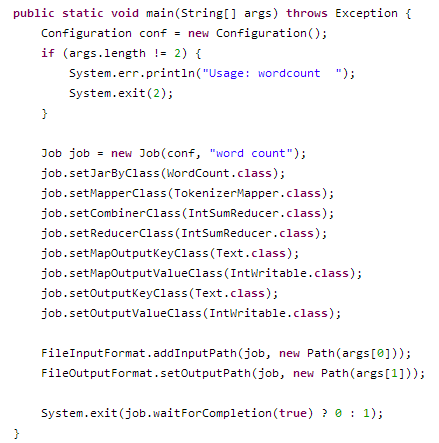 public static void main(String[] args) throws Exception {
    Configuration conf = new Configuration();
    if (args.length != 2) {
        System.err.println("Usage: wordcount  ");
        System.exit(2);
    }

    Job job = new Job(conf, "word count");
    job.setJarByClass(WordCount.class);
    job.setMapperClass(TokenizerMapper.class);
    job.setCombinerClass(IntSumReducer.class);
    job.setReducerClass(IntSumReducer.class);
    job.setMapOutputKeyClass(Text.class);
    job.setMapOutputValueClass(IntWritable.class);
    job.setOutputKeyClass(Text.class);
    job.setOutputValueClass(IntWritable.class);

    FileInputFormat.addInputPath(job, new Path(args[0]));
    FileOutputFormat.setOutputPath(job, new Path(args[1]));

    System.exit(job.waitForCompletion(true) ? 0 : 1);
}